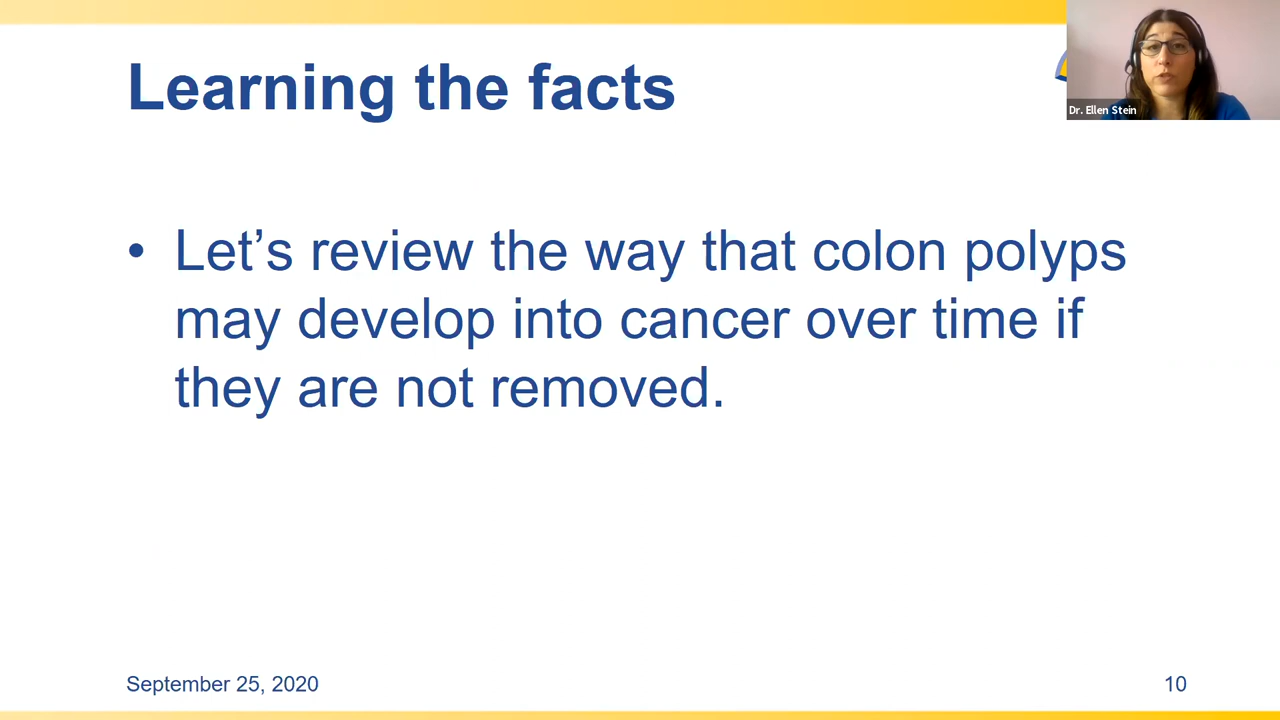 Learning the facts
Dr. Ellen Stein
• Let’s review the way that colon polyps
may develop into cancer over time if
they are not removed.
September 25, 2020
10